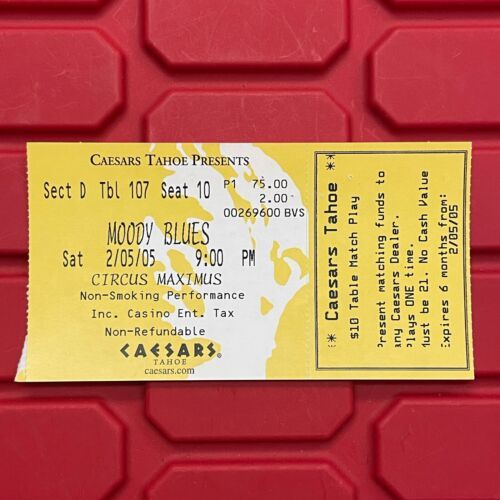 CAESARS TAHOE PRESENTS
Sect D Tbl 107 Seat 10 P1 75.00
2.00
00269600 BVS
MOODY BLUES
Sat 2/05/05 9:00 PM
CIRCUS MAXIMUS
Non-Smoking Performance
Inc. Casino Ent. Tax
Non-Refundable
CAESARS®
TAHOE
caesars.com
** Caesars Tahoe **
$10 Table Match Play
Present matching funds to
any Caesars Dealer.
Plays ONE time.
Must be 21. No Cash Value
Expires 6 months from:
2/05/05